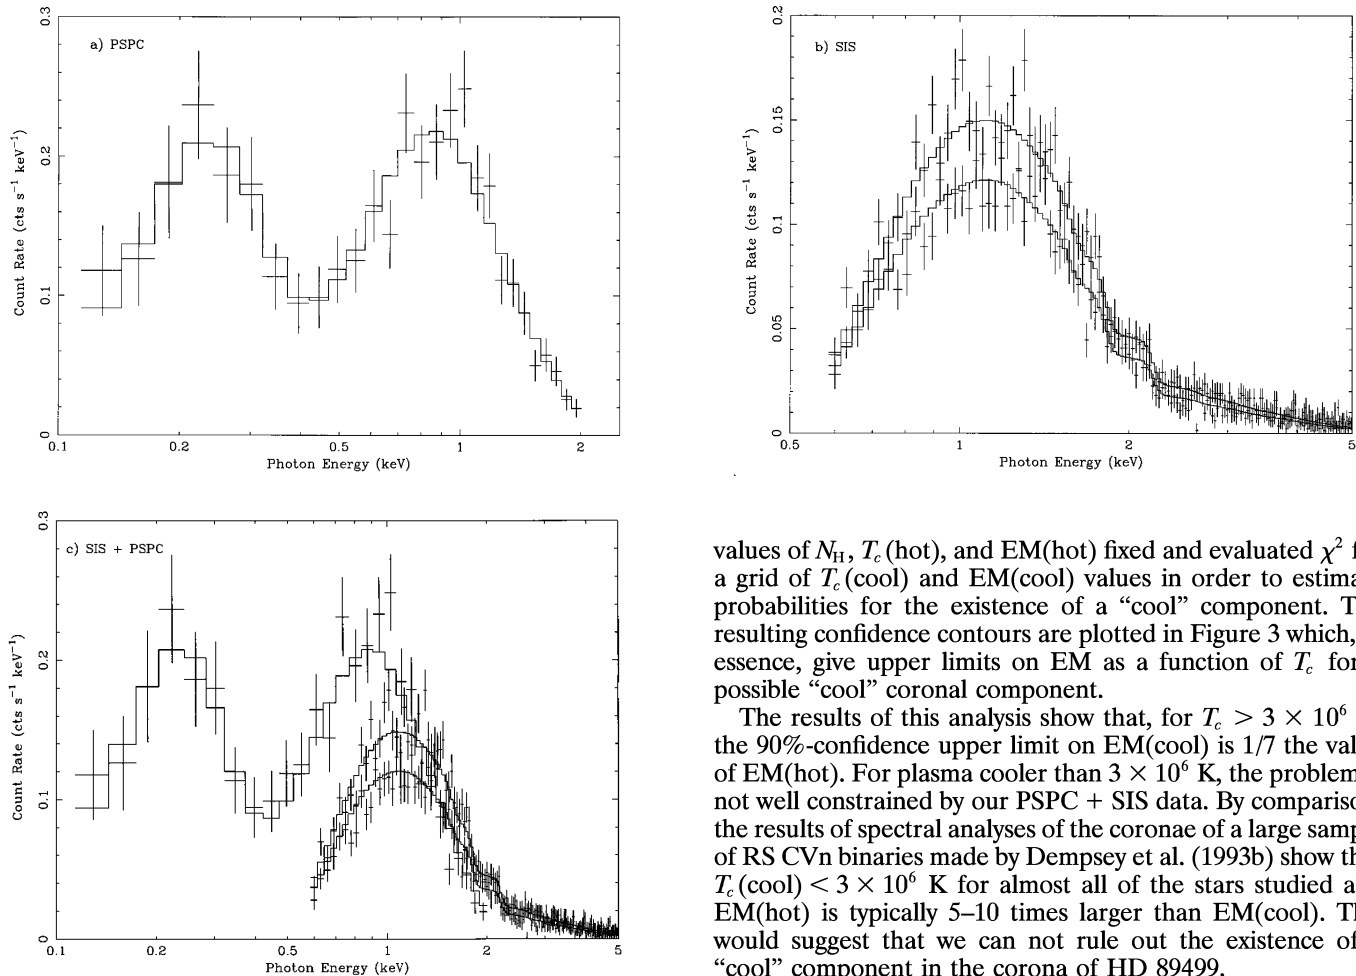 a) PSPC
0.3
0.2
0.1
0
Count Rate (cts s⁻¹ keV⁻¹)
0.1
0.2
0.5
1
2
Photon Energy (keV)
b) SIS
0.2
0.15
0.1
0.05
0
Count Rate (cts s⁻¹ keV⁻¹)
0.5
1
2
5
Photon Energy (keV)
c) SIS + PSPC
0.3
0.2
0.1
0
Count Rate (cts s⁻¹ keV⁻¹)
0.1
0.2
0.5
1
2
5
Photon Energy (keV)
values of N_H, T_c (hot), and EM(hot) fixed and evaluated χ²
a grid of T_c (cool) and EM(cool) values in order to
probabilities for the existence of a “cool” component.
resulting confidence contours are plotted in Figure 3 which,
essence, give upper limits on EM as a function of T_c for
possible “cool” coronal component.
The results of this analysis show that, for T_c > 3 × 10⁶
the 90%-confidence upper limit on EM(cool) is 1/7 the
of EM(hot). For plasma cooler than 3 × 10⁶ K, the problem
not well constrained by our PSPC + SIS data. By
the results of spectral analyses of the coronae of a large
of RS CVn binaries made by Dempsey et al. (1993b) show
T_c (cool) < 3 × 10⁶ K for almost all of the stars studied
EM(hot) is typically 5–10 times larger than EM(cool).
would suggest that we can not rule out the existence of
“cool” component in the corona of HD 89499.